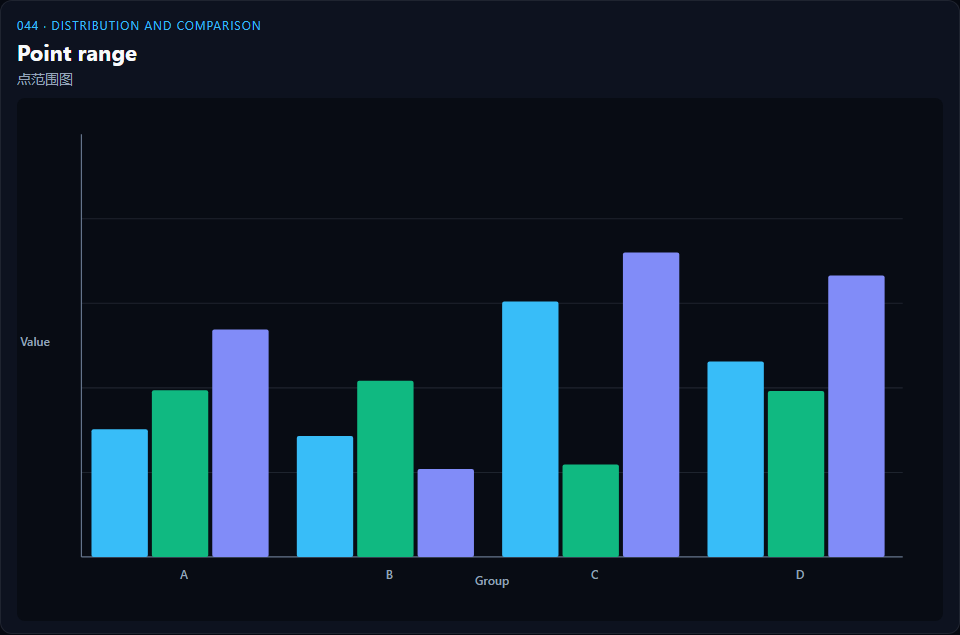 044 · DISTRIBUTION AND COMPARISON
Point range
点范围图
Value
A
B
C
D
Group